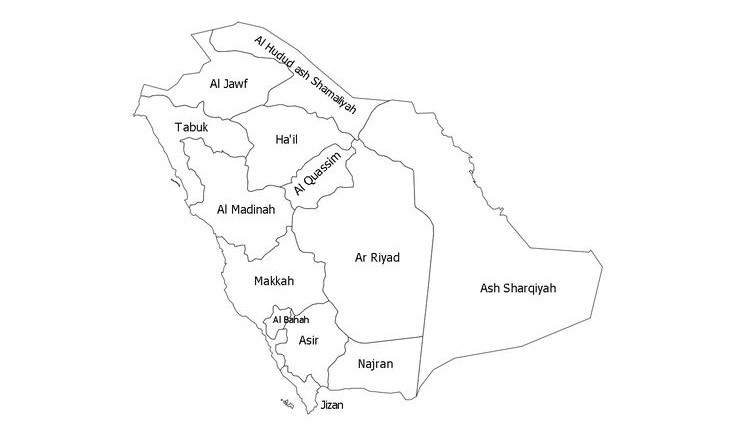 Al Hudud ash Shamaliyah
Al Jawf
Tabuk
Ha'il
Al Quassim
Al Madinah
Ar Riyad
Makkah
Ash Sharqiyah
Al Bahah
Asir
Najran
Jizan